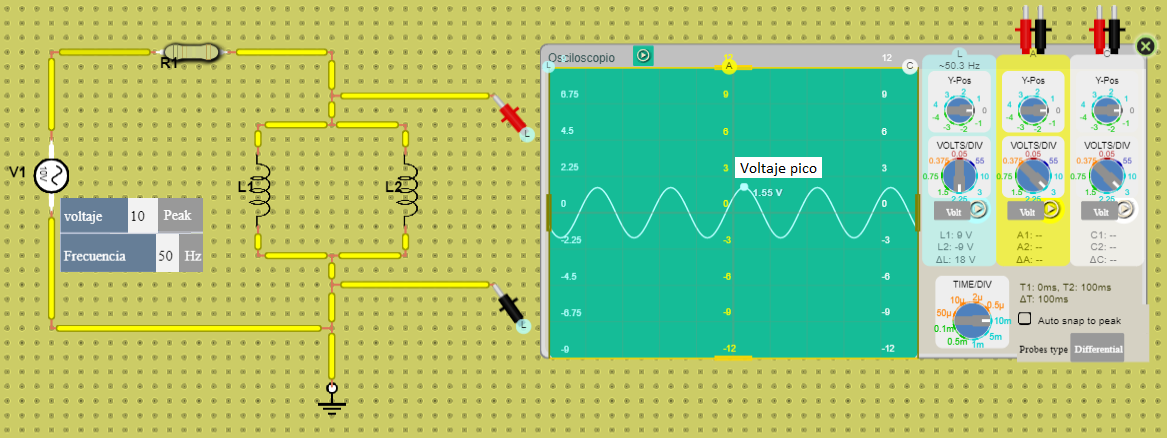 R1
V1
10V
L1
L2
voltaje 10 Peak
Frecuencia 50 Hz
L
L
Osciloscopio
L
12
A
12
C
6.75 9 9
4.5 6 6
2.25 3 3
Voltaje pico
1.55 V
0 0 0
-2.25 -3 -3
-4.5 -6 -6
-6.75 -9 -9
-9 -12 -12
L A C
~50.3 Hz
Y-Pos Y-Pos Y-Pos
4 3 2 1 0 -1 -2 -3 -4
4 3 2 1 0 -1 -2 -3 -4
4 3 2 1 0 -1 -2 -3 -4
VOLTS/DIV VOLTS/DIV VOLTS/DIV
0.05 0.375 55 0.75 10 1.5 3 2.25
0.05 0.375 55 0.75 10 1.5 3 2.25
0.05 0.375 55 0.75 10 1.5 3 2.25
Volt Volt Volt
L1: 9 V A1: -- C1: --
L2: -9 V A2: -- C2: --
ΔL: 18 V ΔA: -- ΔC: --
TIME/DIV
10µ 2µ 0.5µ
50µ 10m
0.1m 5m
0.5m 1m
T1: 0ms, T2: 100ms
ΔT: 100ms
Auto snap to peak
Probes type Differential